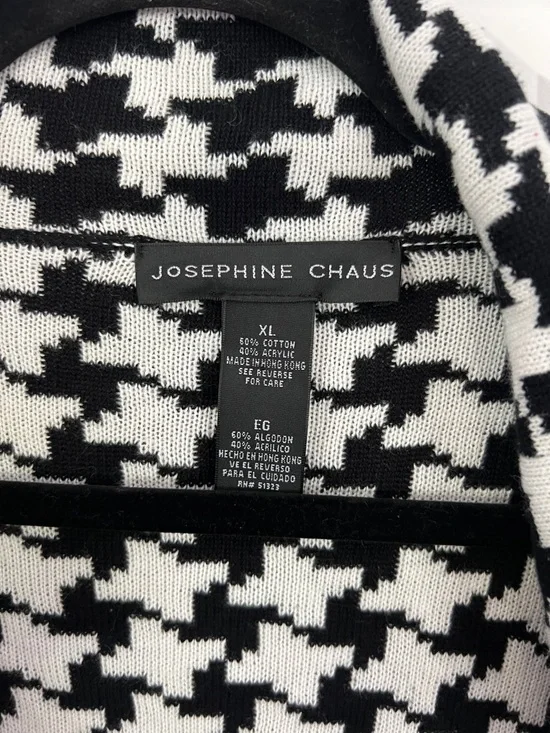 JOSEPHINE CHAUS
XL
60% COTTON
40% ACRYLIC
MADE IN HONG KONG
SEE REVERSE
FOR CARE
EG
60% ALGODON
40% ACRILICO
HECHO EN HONG KONG
VE EL REVERSO
PARA EL CUIDADO
RN# 51323